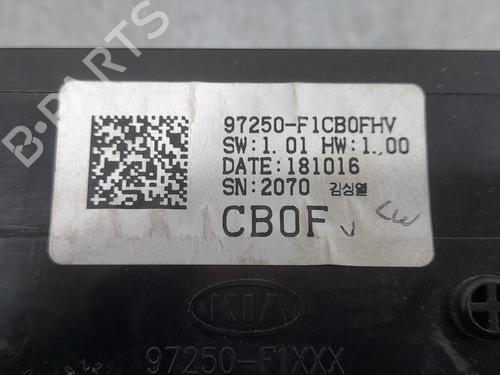 B-PARTS
97250-F1CB0FHV
SW:1.01 HW:1.00
DATE:181016
SN:2070 김싱열
CB0F
KIA
97250-F1XXX